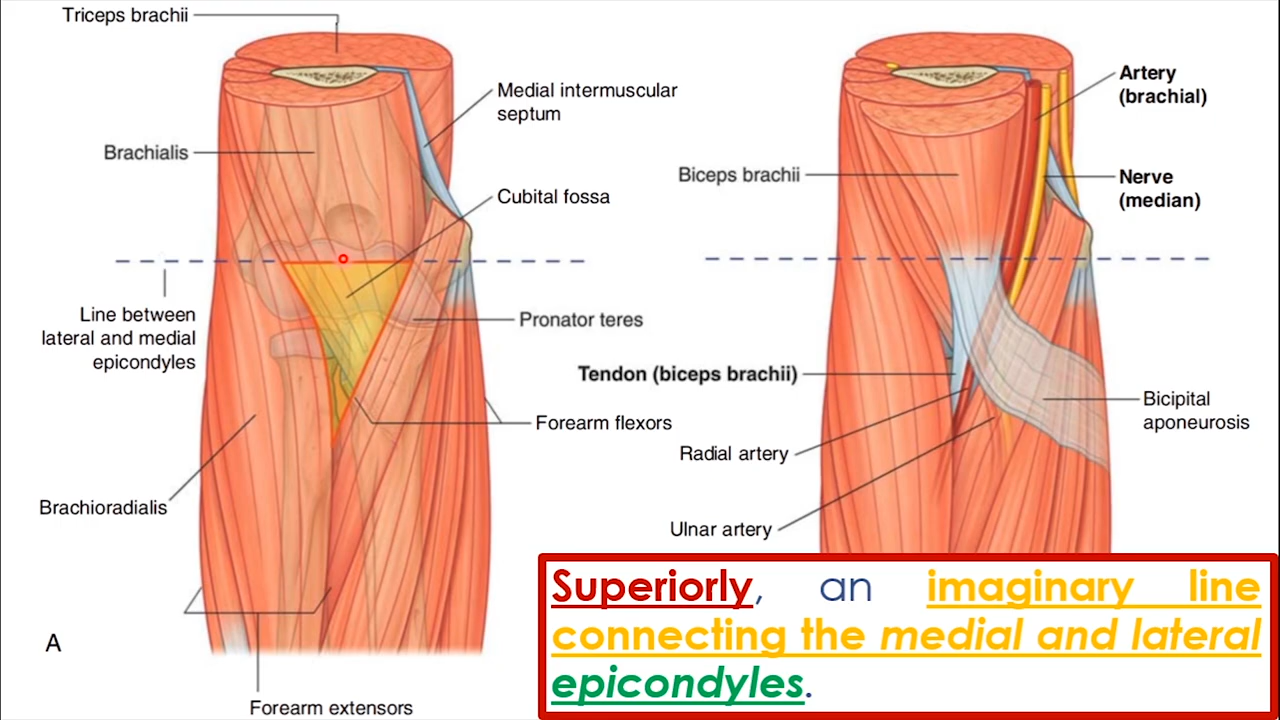 Triceps brachii
Medial intermuscular
septum
Brachialis
Cubital fossa
Line between
lateral and medial
epicondyles
Pronator teres
Forearm flexors
Brachioradialis
A
Forearm extensors
Artery
(brachial)
Biceps brachii
Nerve
(median)
Tendon (biceps brachii)
Bicipital
aponeurosis
Radial artery
Ulnar artery
Superiorly, an imaginary line
connecting the medial and lateral
epicondyles.